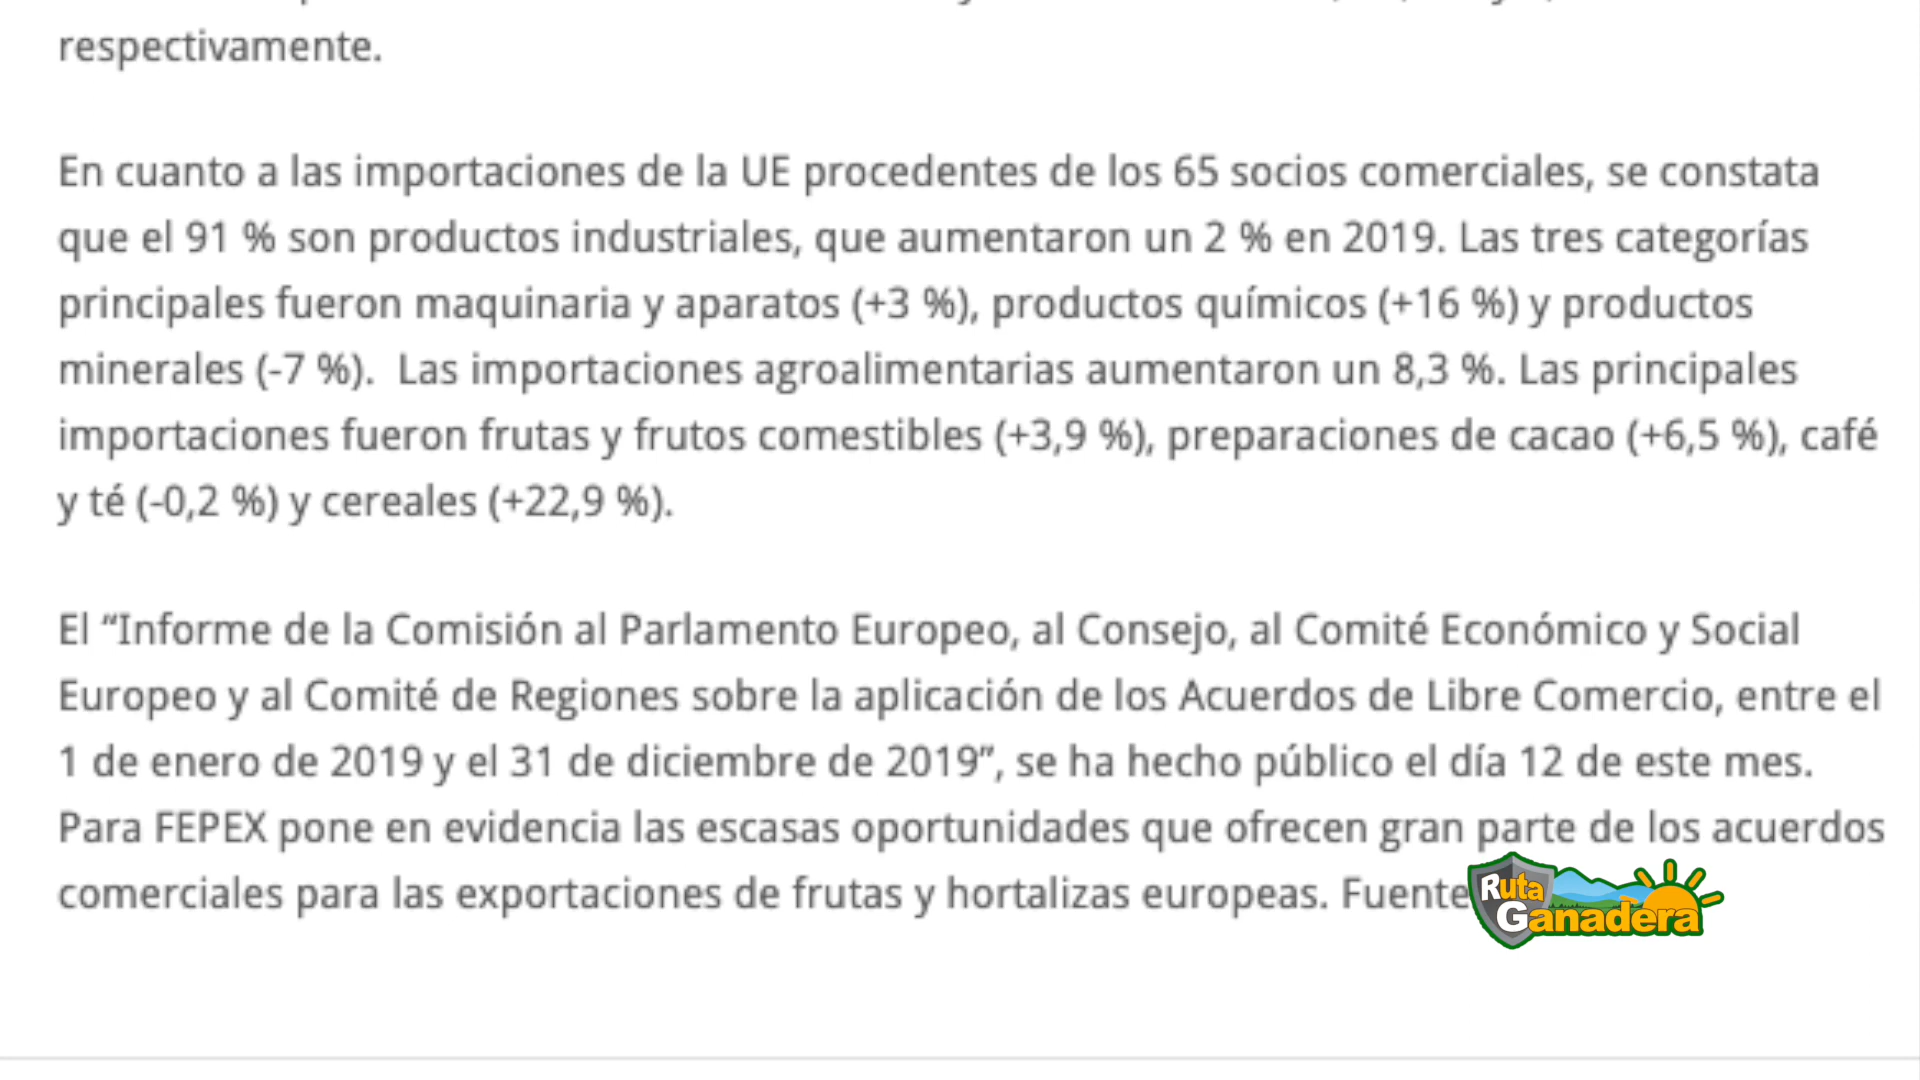 respectivamente.
En cuanto a las importaciones de la UE procedentes de los 65 socios comerciales, se constata
que el 91 % son productos industriales, que aumentaron un 2 % en 2019. Las tres categorías
principales fueron maquinaria y aparatos (+3 %), productos químicos (+16 %) y productos
minerales (-7 %).  Las importaciones agroalimentarias aumentaron un 8,3 %. Las principales
importaciones fueron frutas y frutos comestibles (+3,9 %), preparaciones de cacao (+6,5 %), café
y té (-0,2 %) y cereales (+22,9 %).
El “Informe de la Comisión al Parlamento Europeo, al Consejo, al Comité Económico y Social
Europeo y al Comité de Regiones sobre la aplicación de los Acuerdos de Libre Comercio, entre el
1 de enero de 2019 y el 31 de diciembre de 2019”, se ha hecho público el día 12 de este mes.
Para FEPEX pone en evidencia las escasas oportunidades que ofrecen gran parte de los acuerdos
comerciales para las exportaciones de frutas y hortalizas europeas. Fuente
Ruta
Ganadera